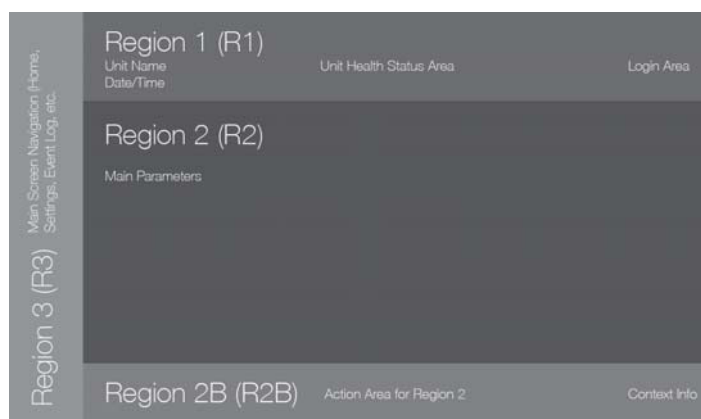 Region 1 (R1)
Unit Name
Date/Time
Unit Health Status Area
Login Area
Region 2 (R2)
Main Parameters
Region 3 (R3)
Main Screen Navigation (Home,
Settings, Event Log, etc.
Region 2B (R2B)
Action Area for Region 2
Context Info